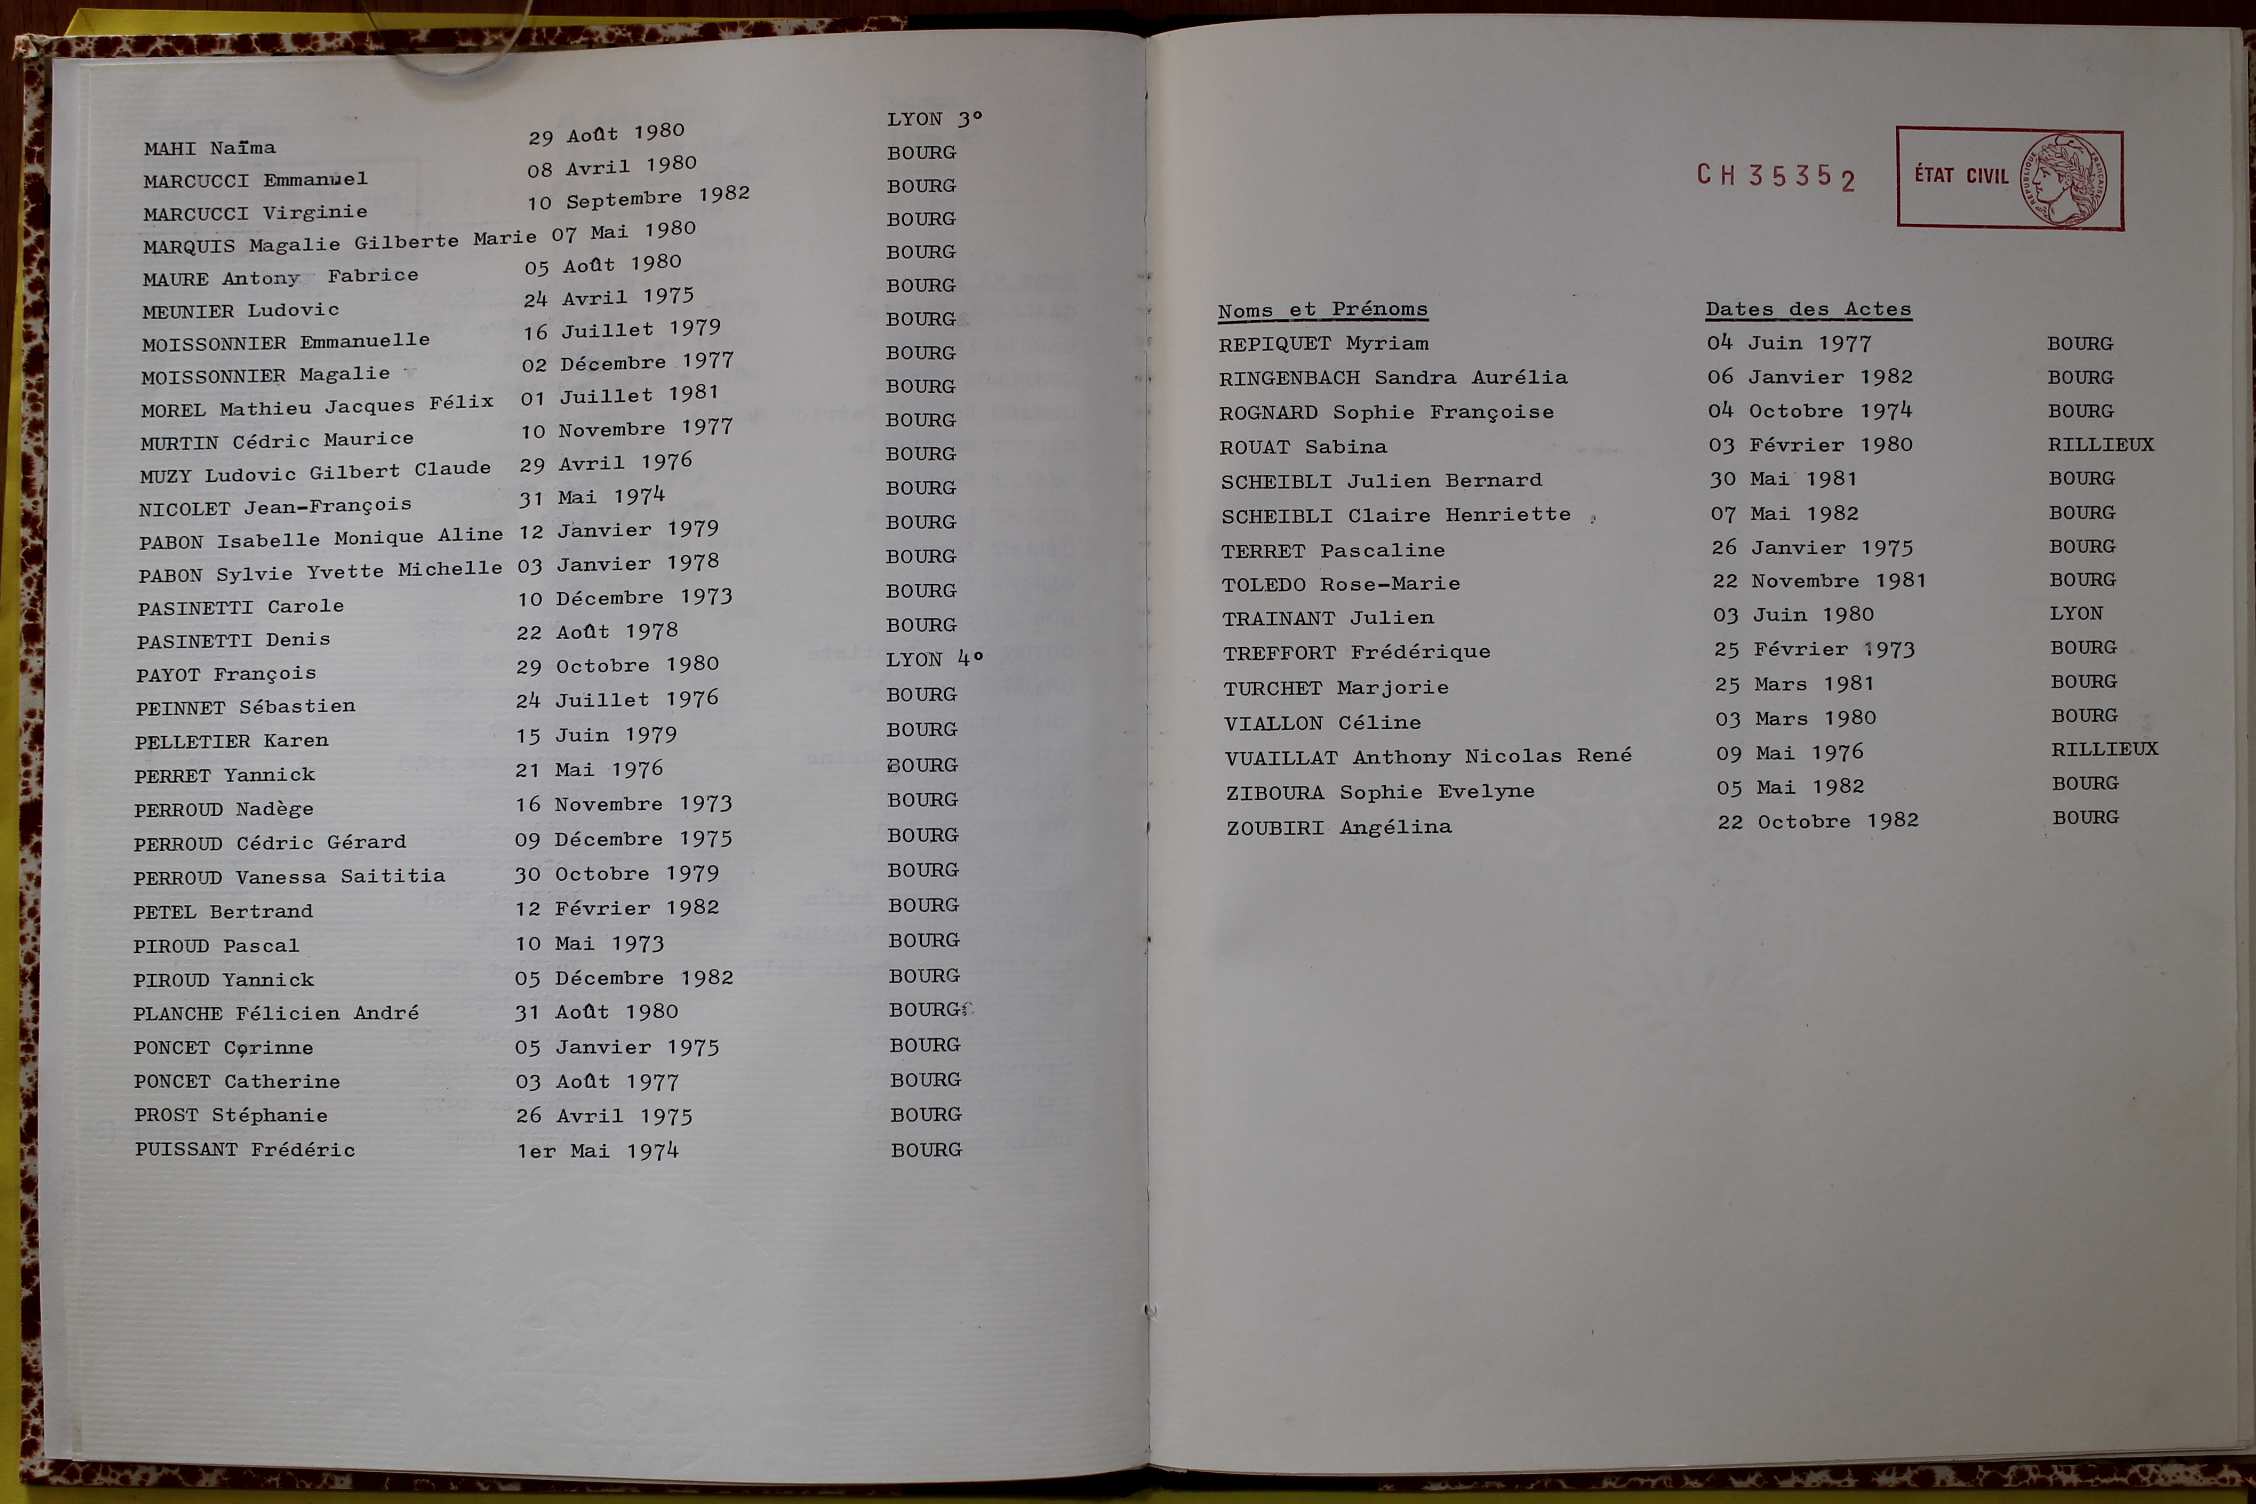 MAHI Naïma 29 Août 1980 LYON 3°
MARCUCCI Emmanuel 08 Avril 1980 BOURG
MARCUCCI Virginie 10 Septembre 1982 BOURG
MARQUIS Magalie Gilberte Marie 07 Mai 1980 BOURG
MAURE Antony Fabrice 05 Août 1980 BOURG
MEUNIER Ludovic 24 Avril 1975 BOURG
MOISSONNIER Emmanuelle 16 Juillet 1979 BOURG
MOISSONNIER Magalie 02 Décembre 1977 BOURG
MOREL Mathieu Jacques Félix 01 Juillet 1981 BOURG
MURTIN Cédric Maurice 10 Novembre 1977 BOURG
MUZY Ludovic Gilbert Claude 29 Avril 1976 BOURG
NICOLET Jean-François 31 Mai 1974 BOURG
PABON Isabelle Monique Aline 12 Janvier 1979 BOURG
PABON Sylvie Yvette Michelle 03 Janvier 1978 BOURG
PASINETTI Carole 10 Décembre 1973 BOURG
PASINETTI Denis 22 Août 1978 BOURG
PAYOT François 29 Octobre 1980 LYON 4°
PEINNET Sébastien 24 Juillet 1976 BOURG
PELLETIER Karen 15 Juin 1979 BOURG
PERRET Yannick 21 Mai 1976 BOURG
PERROUD Nadège 16 Novembre 1973 BOURG
PERROUD Cédric Gérard 09 Décembre 1975 BOURG
PERROUD Vanessa Saititia 30 Octobre 1979 BOURG
PETEL Bertrand 12 Février 1982 BOURG
PIROUD Pascal 10 Mai 1973 BOURG
PIROUD Yannick 05 Décembre 1982 BOURG
PLANCHE Félicien André 31 Août 1980 BOURG
PONCET Corinne 05 Janvier 1975 BOURG
PONCET Catherine 03 Août 1977 BOURG
PROST Stéphanie 26 Avril 1975 BOURG
PUISSANT Frédéric 1er Mai 1974 BOURG
CH 35352
ÉTAT CIVIL
RÉPUBLIQUE FRANÇAISE
Noms et Prénoms Dates des Actes
REPIQUET Myriam 04 Juin 1977 BOURG
RINGENBACH Sandra Aurélia 06 Janvier 1982 BOURG
ROGNARD Sophie Françoise 04 Octobre 1974 BOURG
ROUAT Sabina 03 Février 1980 RILLIEUX
SCHEIBLI Julien Bernard 30 Mai 1981 BOURG
SCHEIBLI Claire Henriette 07 Mai 1982 BOURG
TERRET Pascaline 26 Janvier 1975 BOURG
TOLEDO Rose-Marie 22 Novembre 1981 BOURG
TRAINANT Julien 03 Juin 1980 LYON
TREFFORT Frédérique 25 Février 1973 BOURG
TURCHET Marjorie 25 Mars 1981 BOURG
VIALLON Céline 03 Mars 1980 BOURG
VUAILLAT Anthony Nicolas René 09 Mai 1976 RILLIEUX
ZIBOURA Sophie Evelyne 05 Mai 1982 BOURG
ZOUBIRI Angélina 22 Octobre 1982 BOURG